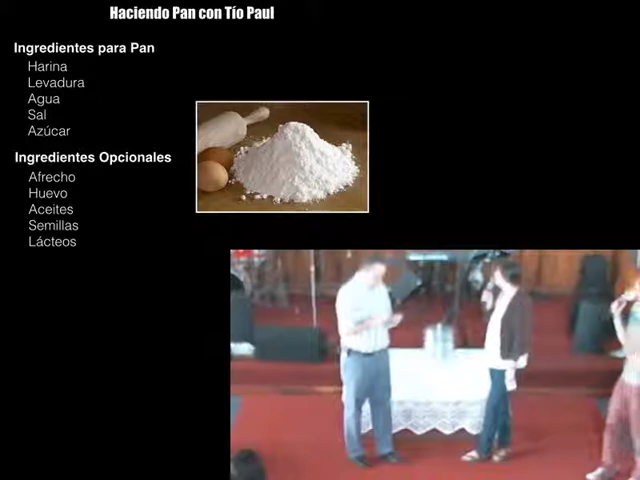 Haciendo Pan con Tío Paul
Ingredientes para Pan
Harina
Levadura
Agua
Sal
Azúcar
Ingredientes Opcionales
Afrecho
Huevo
Aceites
Semillas
Lácteos